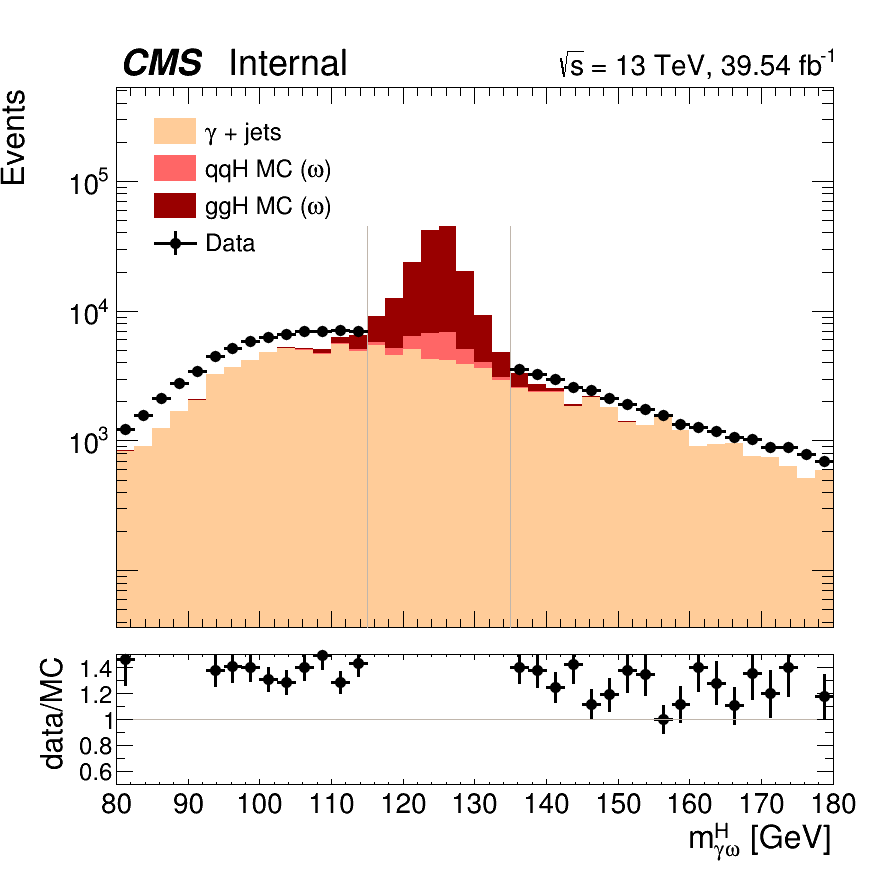 CMS Internal √s = 13 TeV, 39.54 fb⁻¹
Events
γ + jets
qqH MC (ω)
ggH MC (ω)
Data
10⁵
10⁴
10³
data/MC
1.4
1.2
1
0.8
0.6
80 90 100 110 120 130 140 150 160 170 180
m^H_γω [GeV]